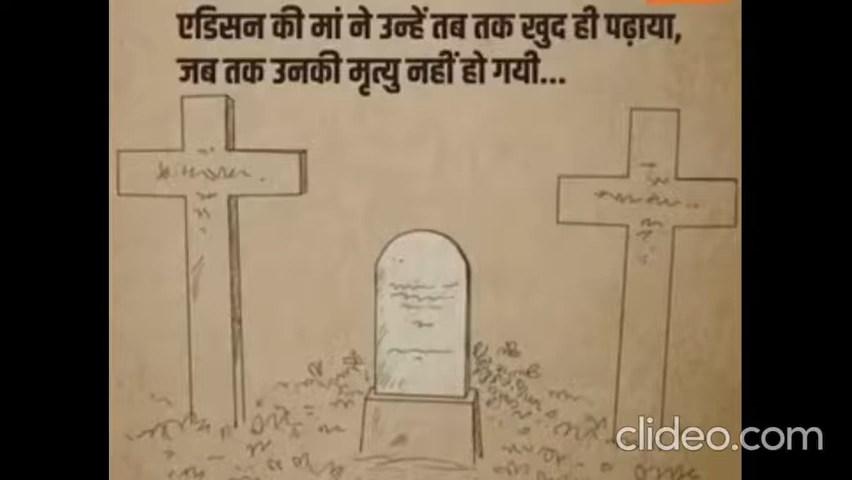 एडिसन की मां ने उन्हें तब तक खुद ही पढ़ाया,
जब तक उनकी मृत्यु नहीं हो गयी...
clideo.com